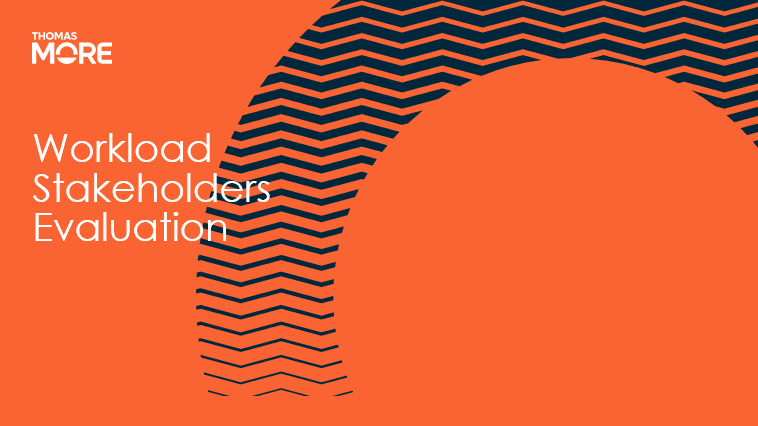 THOMAS
MORE
Workload
Stakeholders
Evaluation